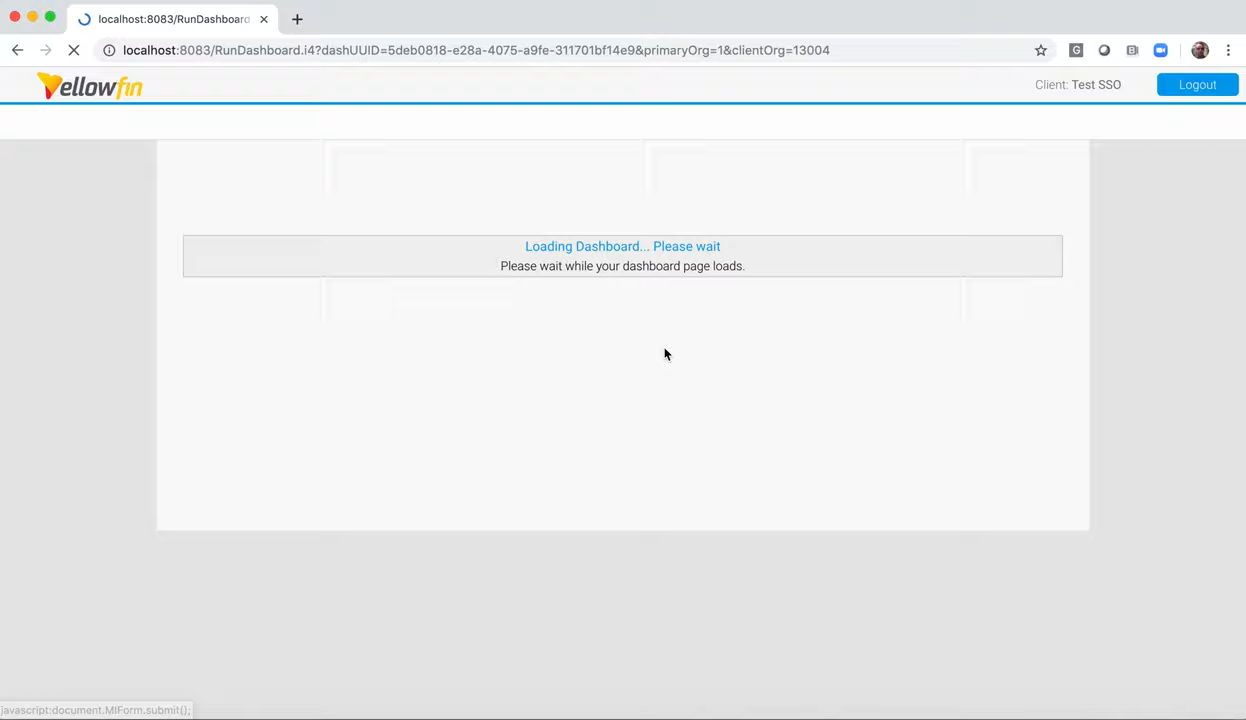 localhost:8083/RunDashboard
localhost:8083/RunDashboard.i4?dashUUID=5deb0818-e28a-4075-a9fe-311701bf14e9&primaryOrg=1&clientOrg=13004
G
B
Yellowfin
Client: Test SSO
Logout
Loading Dashboard... Please wait
Please wait while your dashboard page loads.
javascript:document.MIForm.submit();